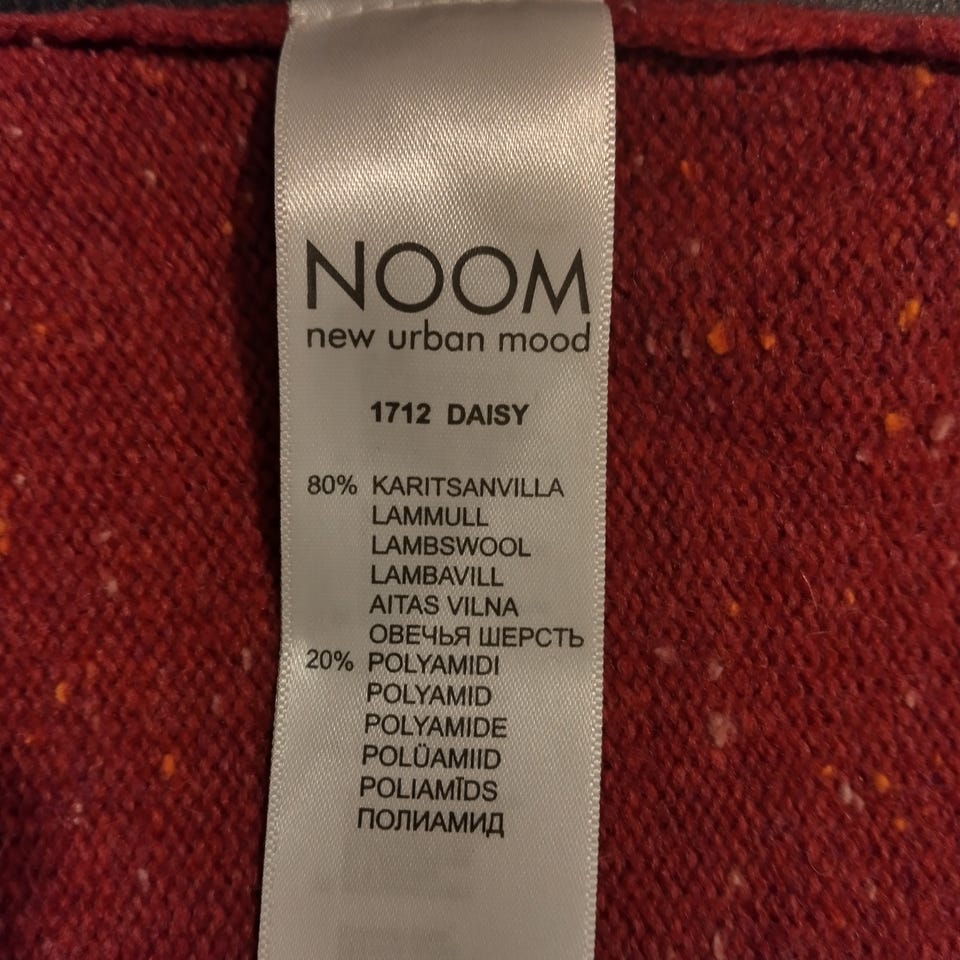 NOOM
new urban mood
1712 DAISY
80% KARITSANVILLA
LAMMULL
LAMBSWOOL
LAMBAVILL
AITAS VILNA
ОВЕЧЬЯ ШЕРСТЬ
20% POLYAMIDI
POLYAMID
POLYAMIDE
POLÜAMIID
POLIAMĪDS
ПОЛИАМИД